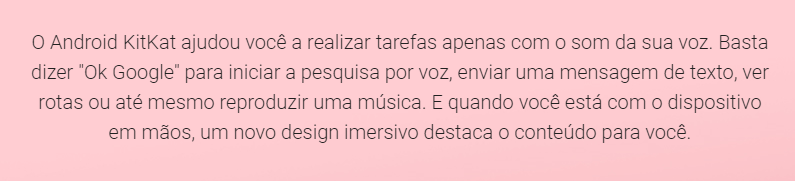 O Android KitKat ajudou você a realizar tarefas apenas com o som da sua voz. Basta
dizer "Ok Google" para iniciar a pesquisa por voz, enviar uma mensagem de texto, ver
rotas ou até mesmo reproduzir uma música. E quando você está com o dispositivo
em mãos, um novo design imersivo destaca o conteúdo para você.